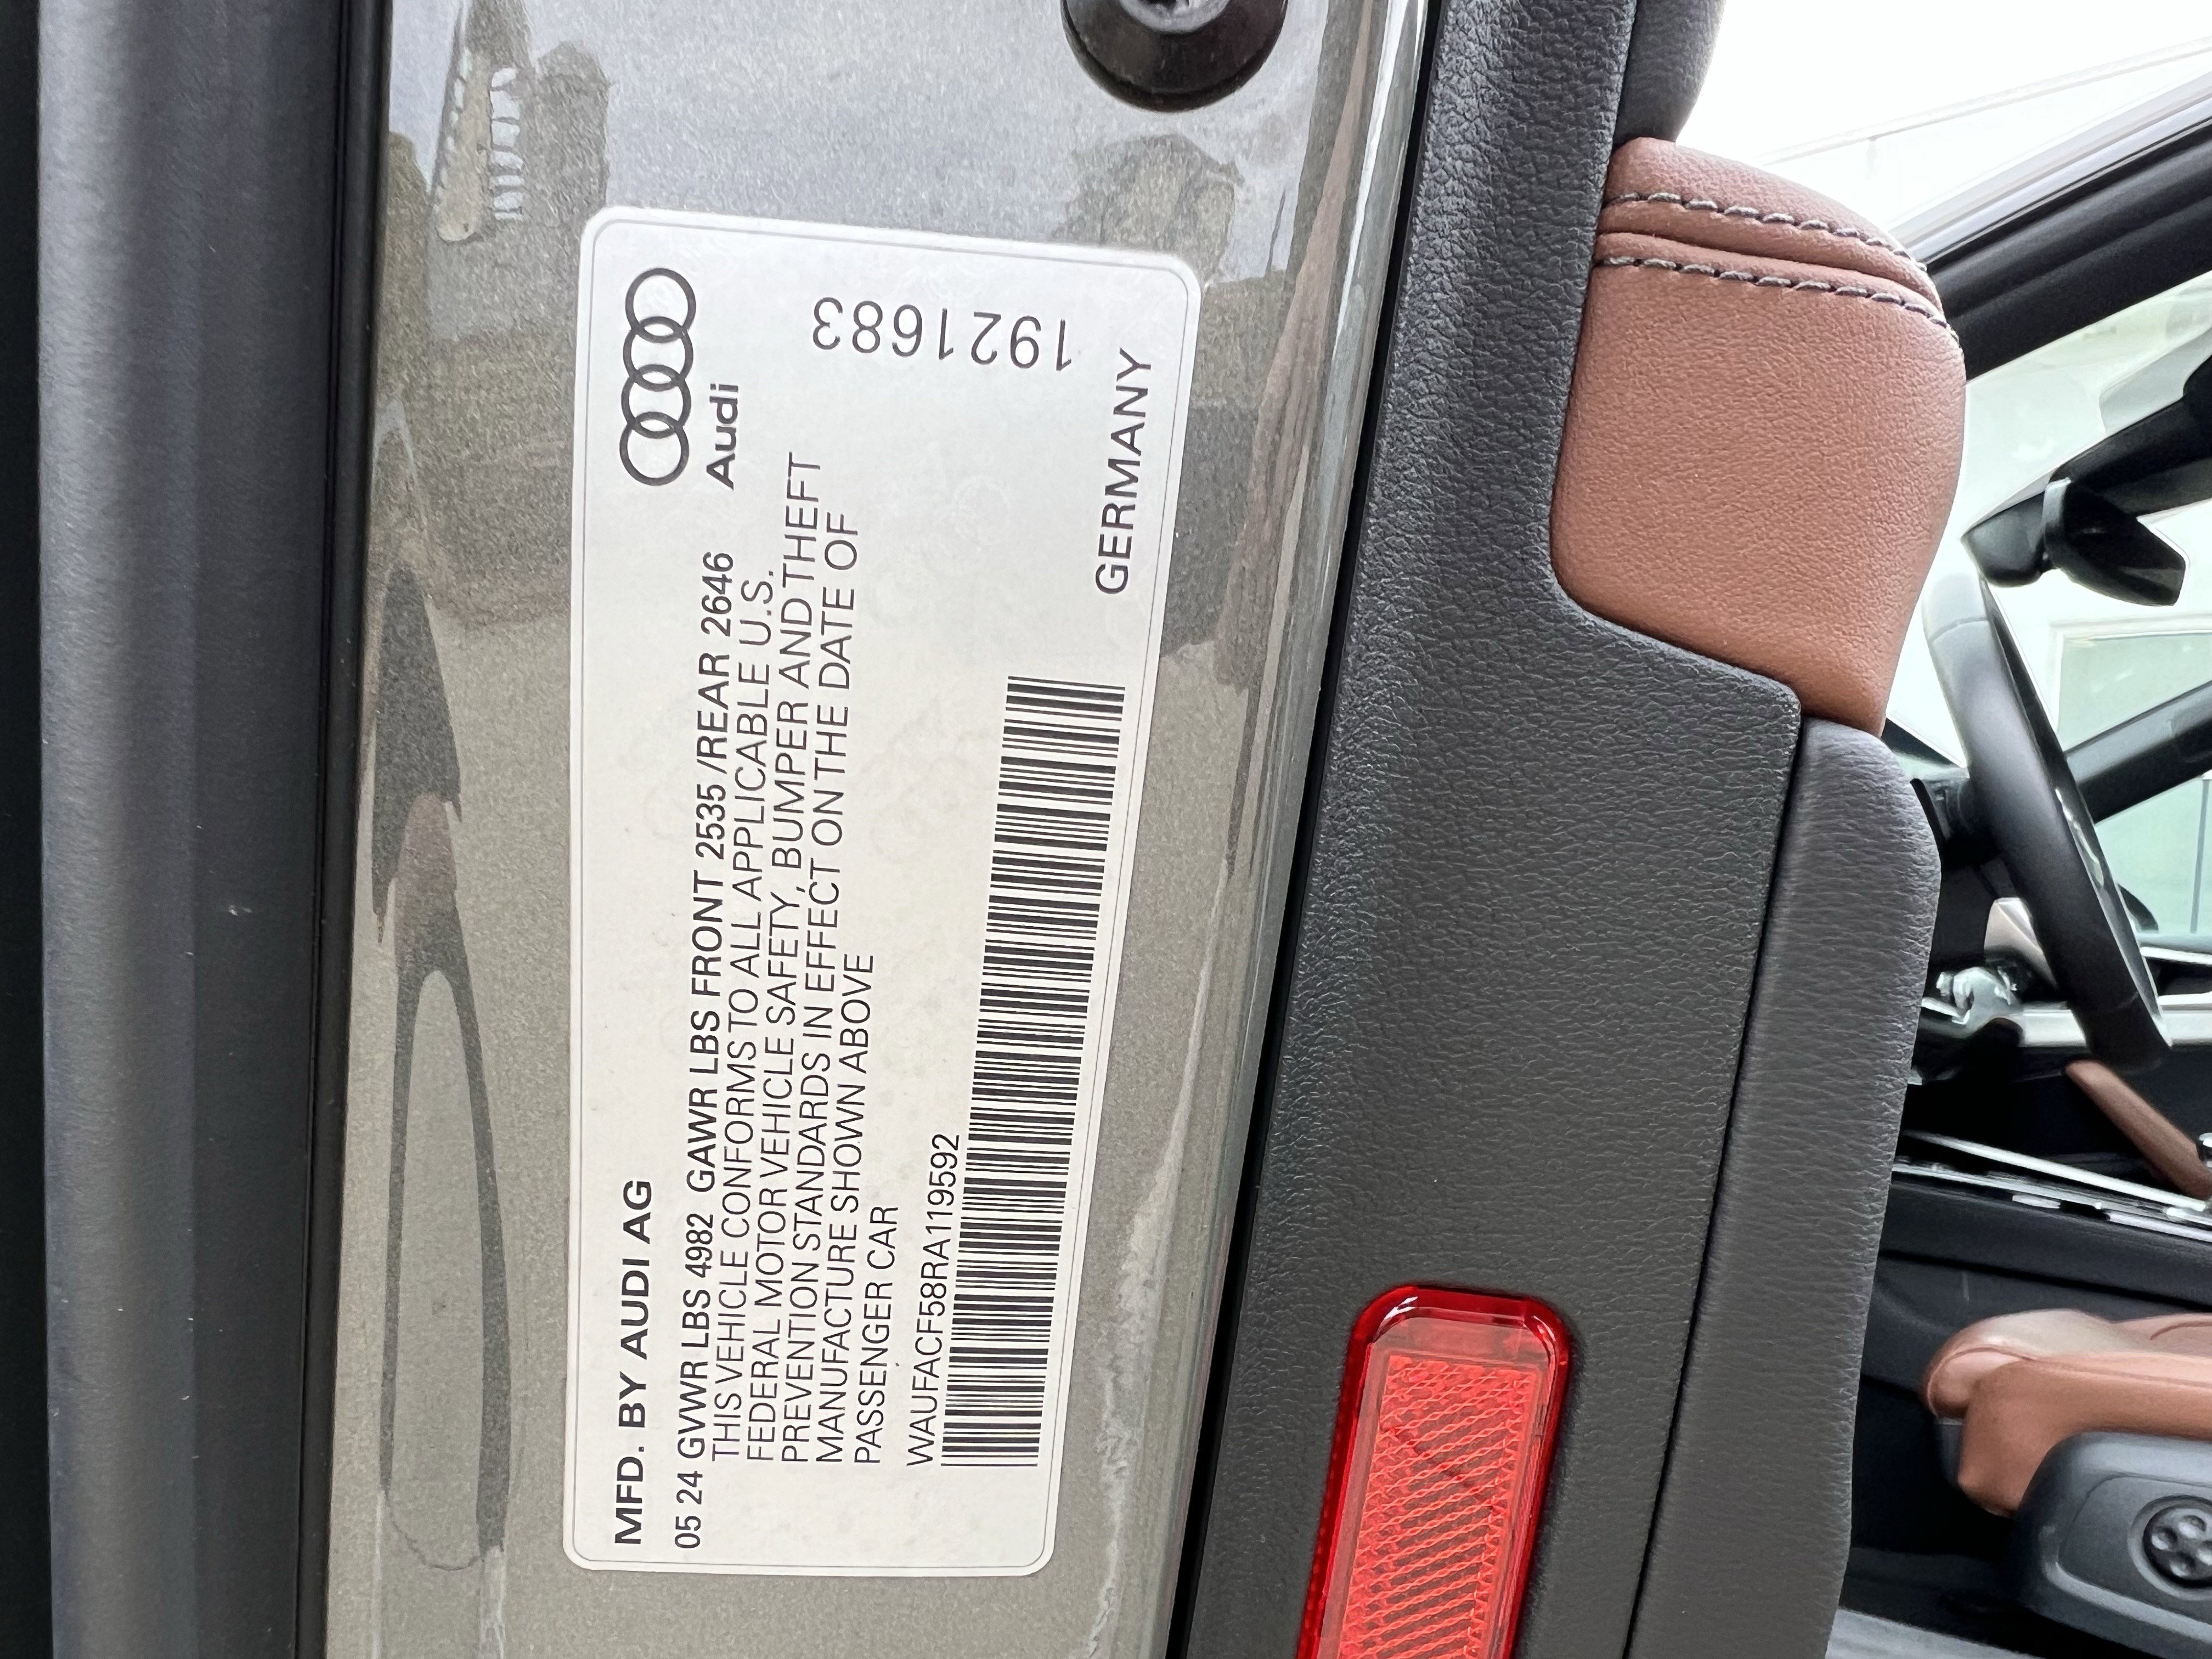 MFD. BY AUDI AG
Audi
05 24 GVWR LBS 4982 GAWR LBS FRONT 2535 /REAR 2646
THIS VEHICLE CONFORMS TO ALL APPLICABLE U.S.
FEDERAL MOTOR VEHICLE SAFETY, BUMPER AND THEFT
PREVENTION STANDARDS IN EFFECT ON THE DATE OF
MANUFACTURE SHOWN ABOVE
PASSENGER CAR
1921683
WAUFACF58RA119592
GERMANY